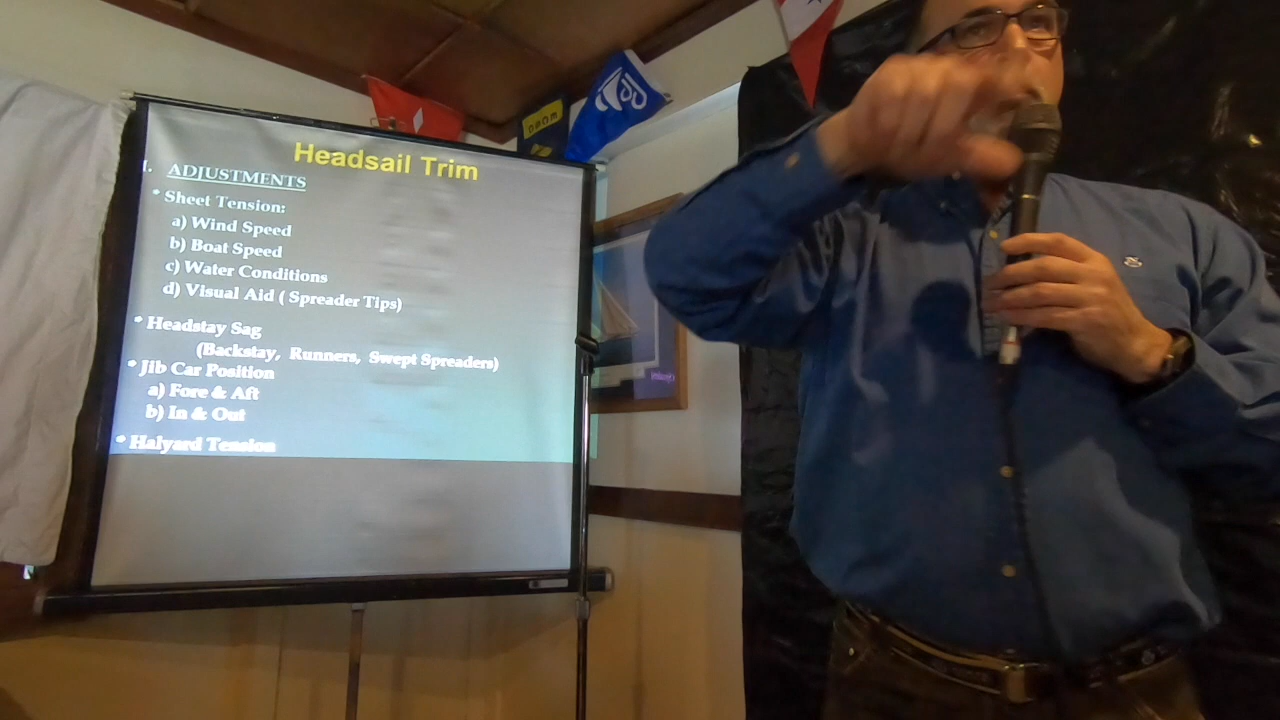 Headsail Trim
1. ADJUSTMENTS
* Sheet Tension:
a) Wind Speed
b) Boat Speed
c) Water Conditions
d) Visual Aid ( Spreader Tips)
* Headstay Sag
(Backstay, Runners, Swept Spreaders)
* Jib Car Position
a) Fore & Aft
b) In & Out
* Halyard Tension